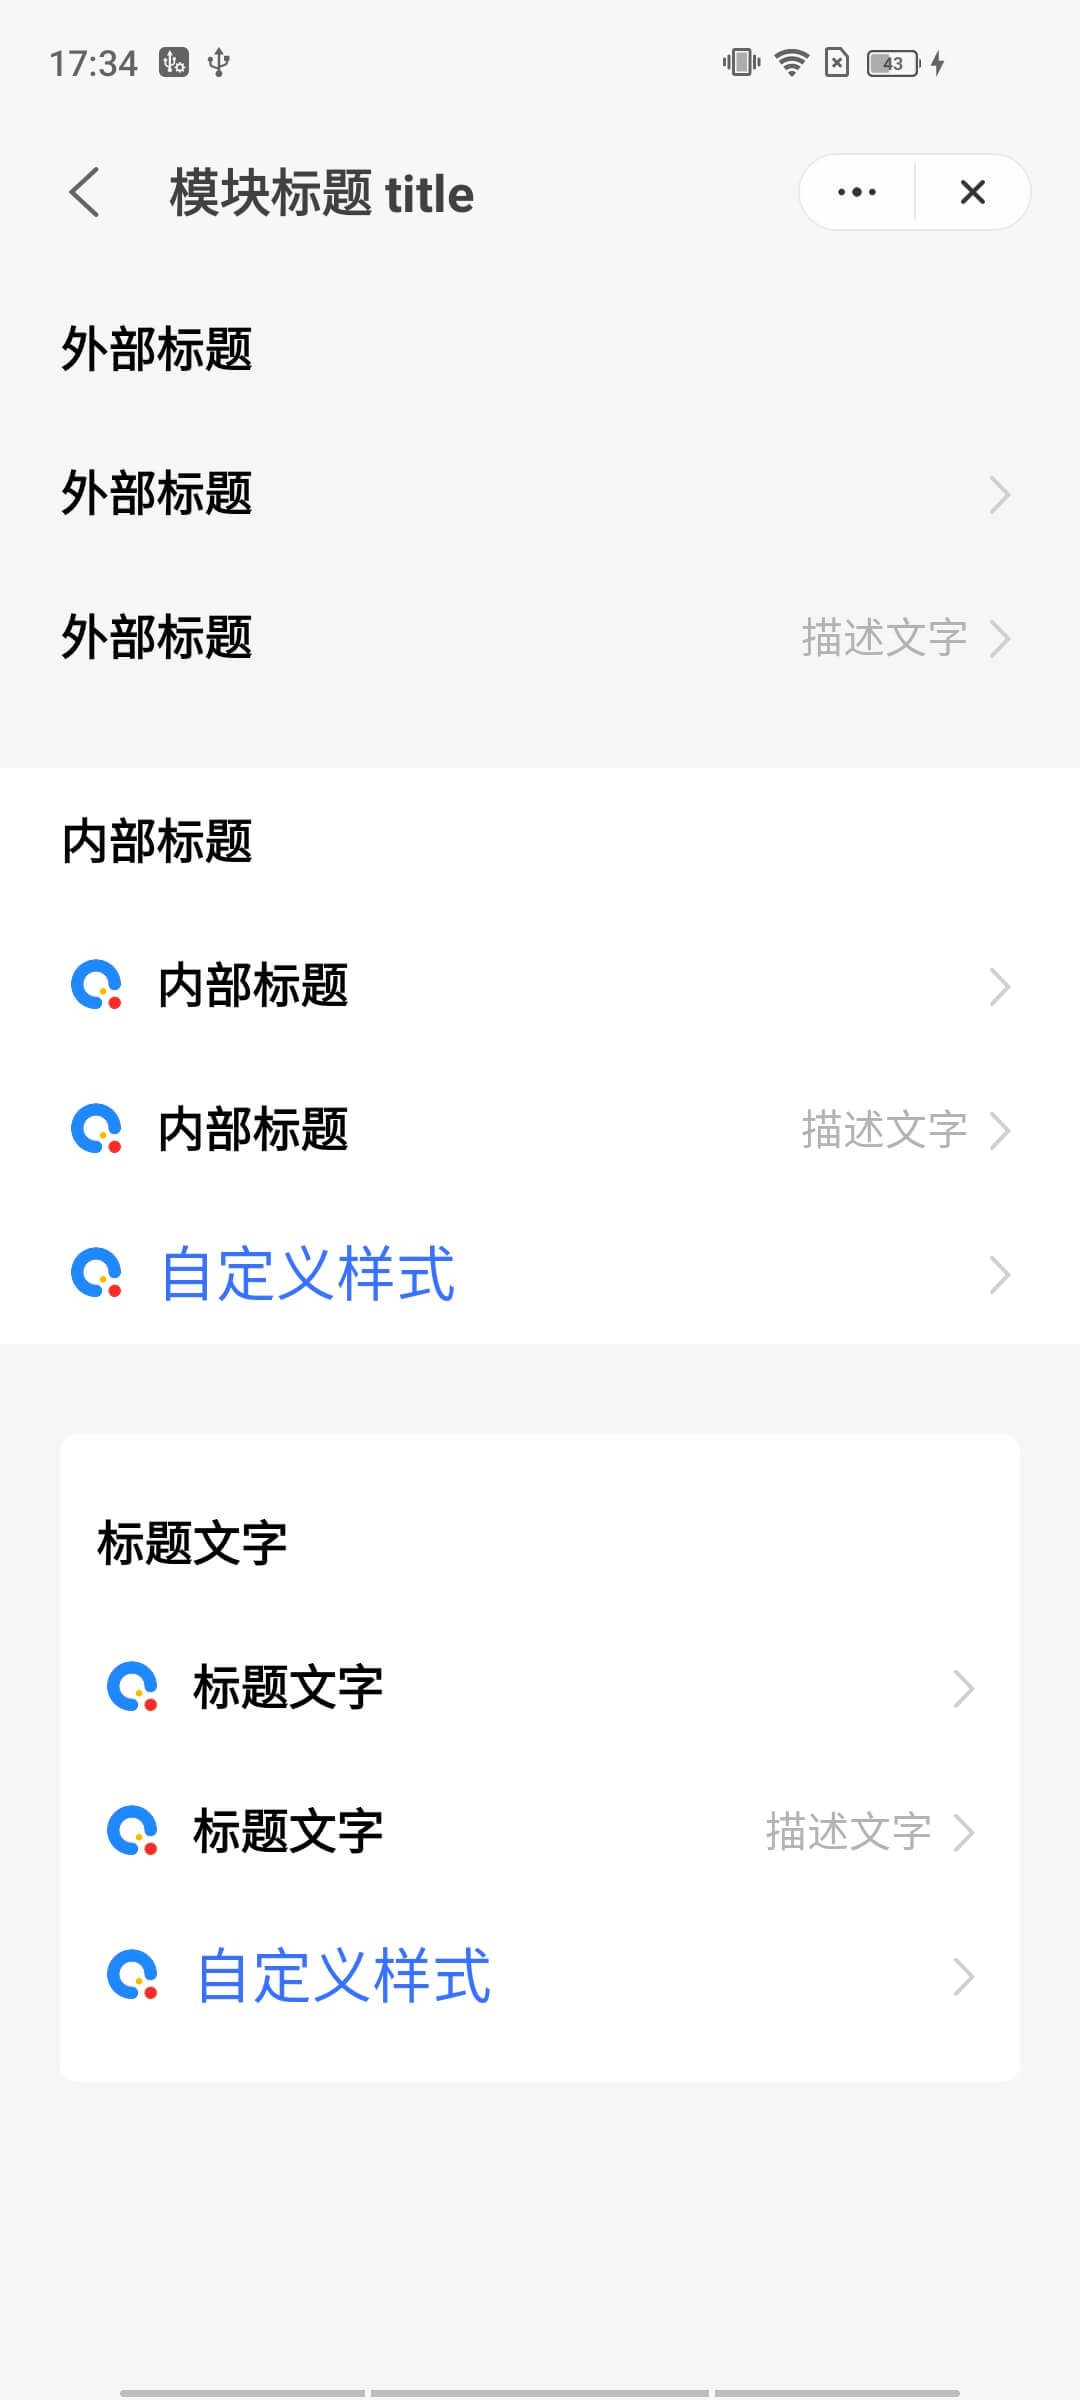 17:34
43
模块标题 title
外部标题
外部标题
外部标题 描述文字
内部标题
内部标题
内部标题 描述文字
自定义样式
标题文字
标题文字
标题文字 描述文字
自定义样式